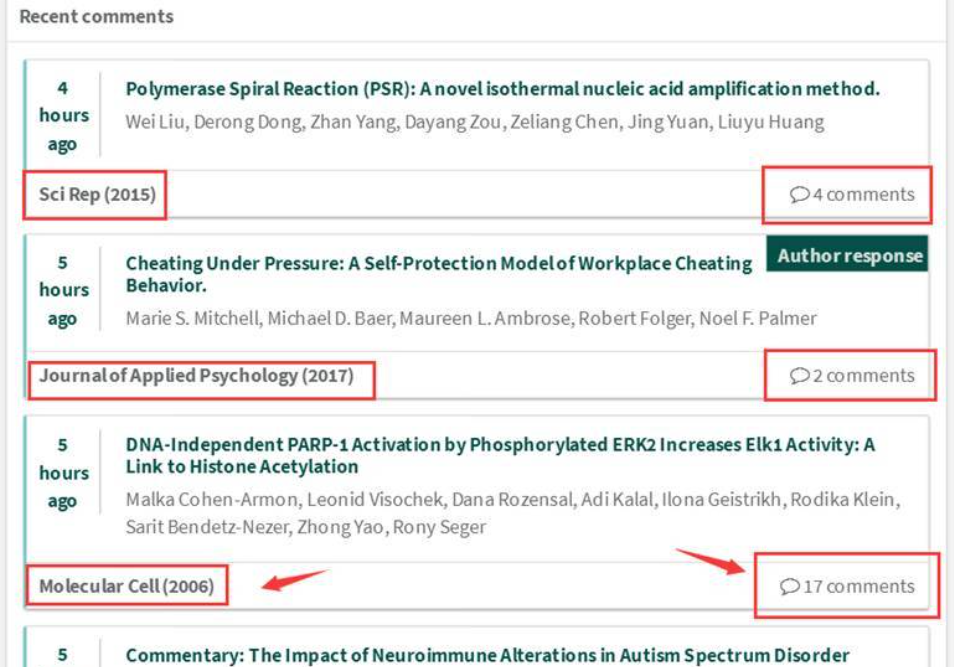 Recent comments
4 hours ago
Polymerase Spiral Reaction (PSR): A novel isothermal nucleic acid amplification method.
Wei Liu, Derong Dong, Zhan Yang, Dayang Zou, Zeliang Chen, Jing Yuan, Liuyu Huang
Sci Rep (2015)
4 comments
5 hours ago
Cheating Under Pressure: A Self-Protection Model of Workplace Cheating
Behavior.
Author response
Marie S. Mitchell, Michael D. Baer, Maureen L. Ambrose, Robert Folger, Noel F. Palmer
Journal of Applied Psychology (2017)
2 comments
5 hours ago
DNA-Independent PARP-1 Activation by Phosphorylated ERK2 Increases Elk1 Activity: A
Link to Histone Acetylation
Malka Cohen-Armon, Leonid Visochek, Dana Rozensal, Adi Kalal, Ilona Geistrikh, Rodika Klein,
Sarit Bendetz-Nezer, Zhong Yao, Rony Seger
Molecular Cell (2006)
17 comments
5
Commentary: The Impact of Neuroimmune Alterations in Autism Spectrum Disorder